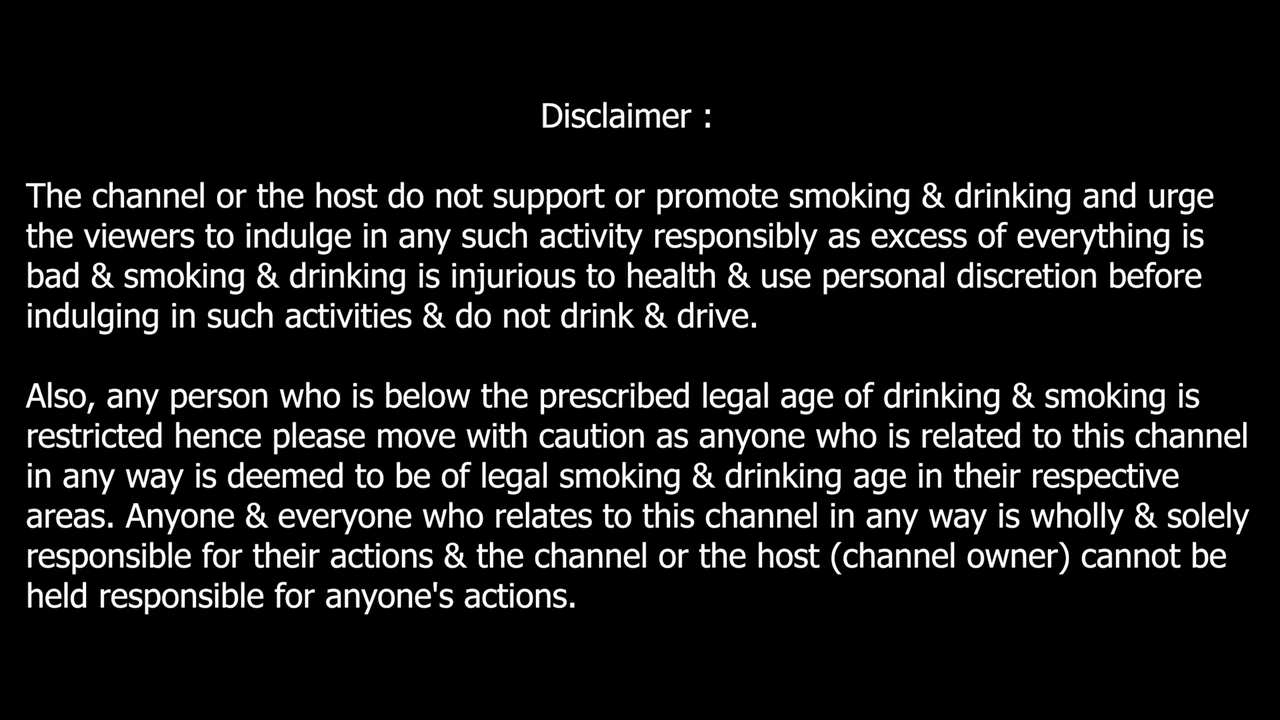 Disclaimer :
The channel or the host do not support or promote smoking & drinking and urge
the viewers to indulge in any such activity responsibly as excess of everything is
bad & smoking & drinking is injurious to health & use personal discretion before
indulging in such activities & do not drink & drive.
Also, any person who is below the prescribed legal age of drinking & smoking is
restricted hence please move with caution as anyone who is related to this channel
in any way is deemed to be of legal smoking & drinking age in their respective
areas. Anyone & everyone who relates to this channel in any way is wholly & solely
responsible for their actions & the channel or the host (channel owner) cannot be
held responsible for anyone's actions.